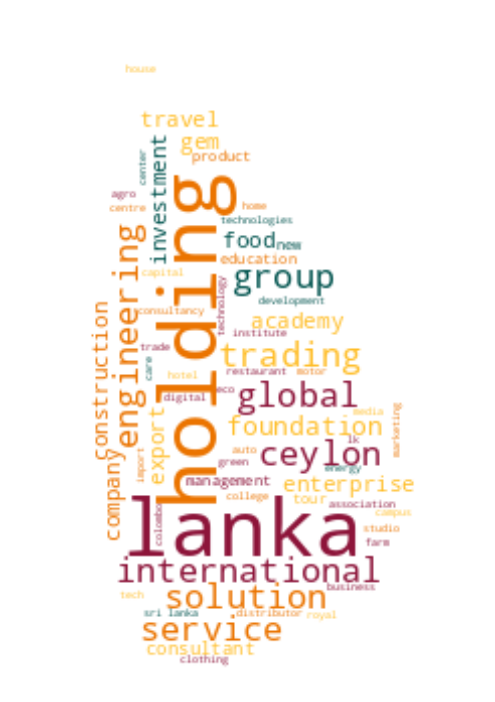 house
travel
gem
product
center
investment
agro
centre
holding
home
technologies
food
new
engineering
education
capital
group
development
consultancy
technology
construction
academy
institute
trade
care
trading
restaurant
motor
hotel
eco
digital
global
export
media
foundation
marketing
lk
auto
ceylon
company
import
green
energy
management
enterprise
college
tour
association
colombo
campus
lanka
studio
farm
international
business
tech
solution
sri lanka
distributor
royal
service
consultant
clothing